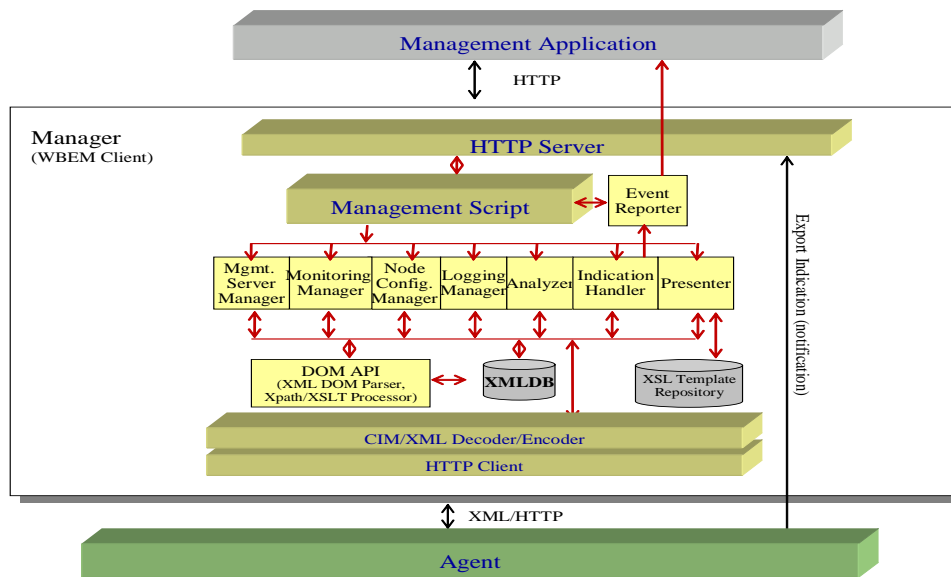 Management Application
HTTP
Manager
(WBEM Client)
HTTP Server
Management Script
Event
Reporter
Mgmt.
Server
Manager
Monitoring
Manager
Node
Config.
Manager
Logging
Manager
Analyzer
Indication
Handler
Presenter
Export Indication (notification)
DOM API
(XML DOM Parser,
Xpath/XSLT Processor)
XMLDB
XSL Template
Repository
CIM/XML Decoder/Encoder
HTTP Client
XML/HTTP
Agent